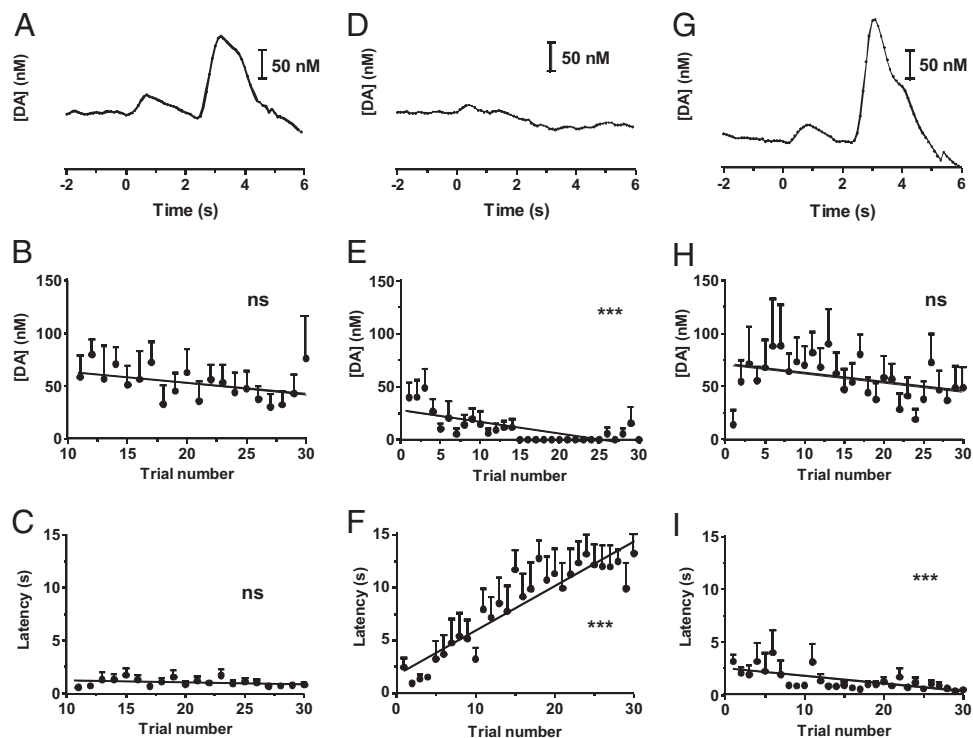 A
[DA] (nM)
50 nM
-2 0 2 4 6
Time (s)
D
[DA] (nM)
50 nM
-2 0 2 4 6
Time (s)
G
[DA] (nM)
50 nM
-2 0 2 4 6
Time (s)
B
[DA] (nM)
150
100
50
0
ns
10 15 20 25 30
Trial number
E
[DA] (nM)
150
100
50
0
***
0 5 10 15 20 25 30
Trial number
H
[DA] (nM)
150
100
50
0
ns
0 5 10 15 20 25 30
Trial number
C
Latency (s)
15
10
5
0
ns
10 15 20 25 30
Trial number
F
Latency (s)
15
10
5
0
***
0 10 20 30
Trial number
I
Latency (s)
15
10
5
0
***
0 10 20 30
Trial number